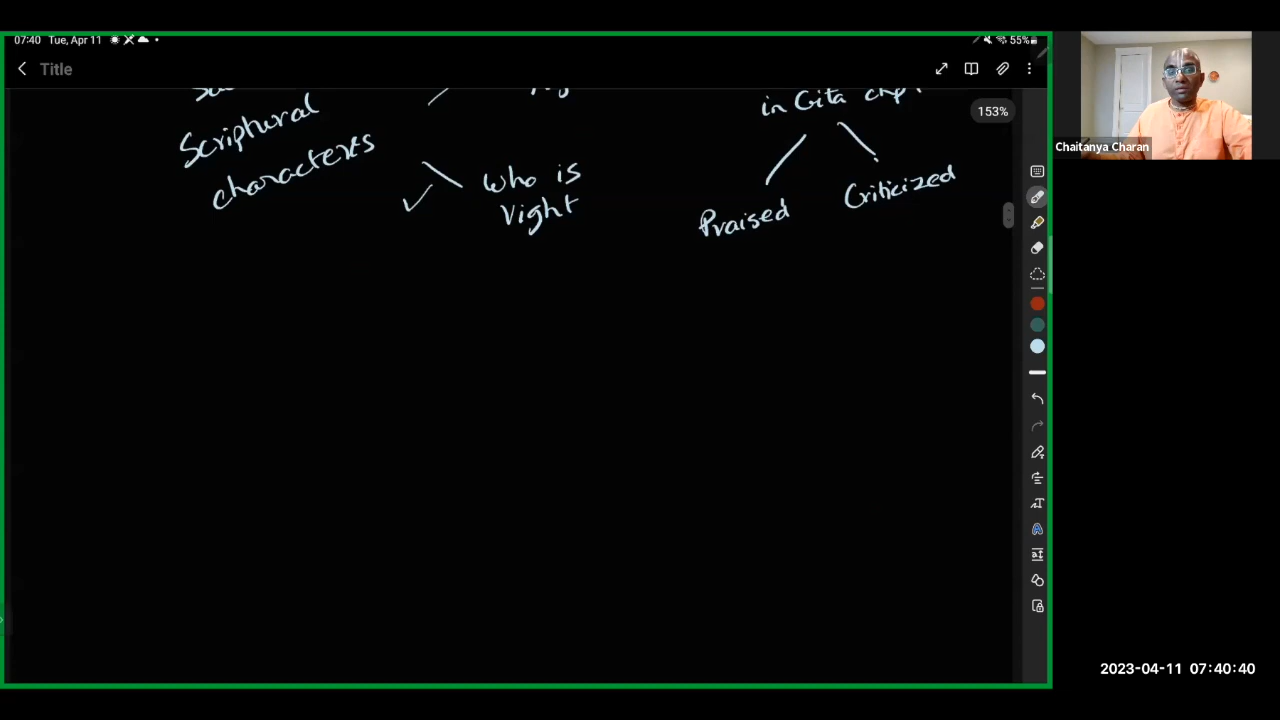 07:40 Tue, Apr 11
55%
Title
153%
Scriptural
characters
who is
right
in Gita chp
Praised
Criticized
Chaitanya Charan
2023-04-11 07:40:40